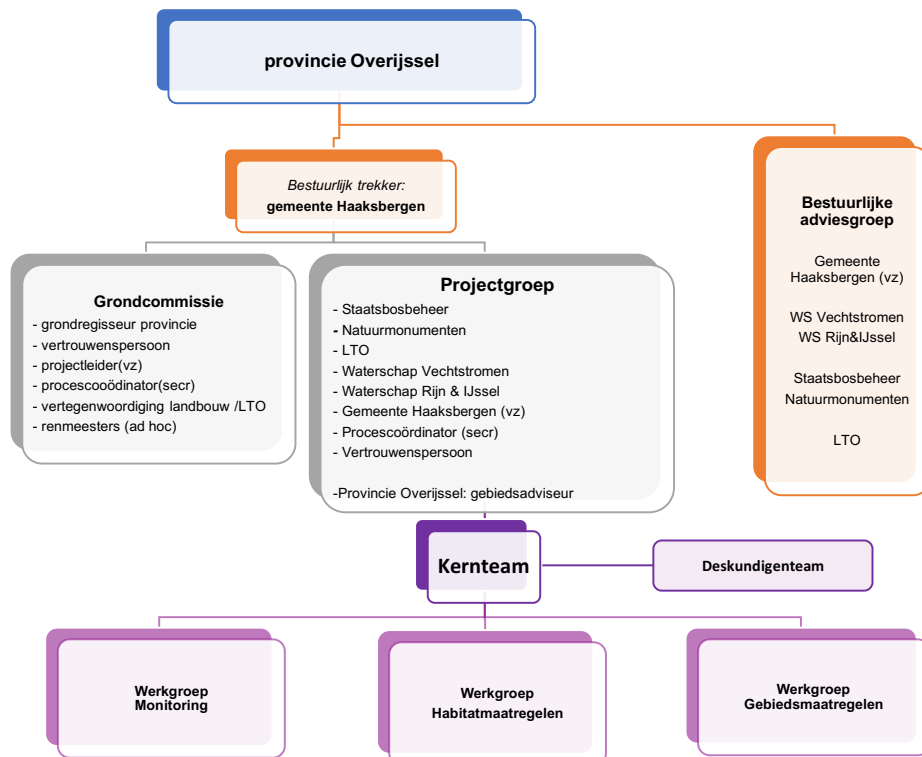 provincie Overijssel
Bestuurlijk trekker:
gemeente Haaksbergen
Bestuurlijke
adviesgroep
Gemeente
Haaksbergen (vz)
WS Vechtstromen
WS Rijn&IJssel
Staatsbosbeheer
Natuurmonumenten
LTO
Grondcommissie
- grondregisseur provincie
- vertrouwenspersoon
- projectleider(vz)
- procescooödinator(secr)
- vertegenwoordiging landbouw /LTO
- renmeesters (ad hoc)
Projectgroep
- Staatsbosbeheer
- Natuurmonumenten
- LTO
- Waterschap Vechtstromen
- Waterschap Rijn & IJssel
- Gemeente Haaksbergen (vz)
- Procescoördinator (secr)
- Vertrouwenspersoon
-Provincie Overijssel: gebiedsadviseur
Kernteam
Deskundigenteam
Werkgroep
Monitoring
Werkgroep
Habitatmaatregelen
Werkgroep
Gebiedsmaatregelen